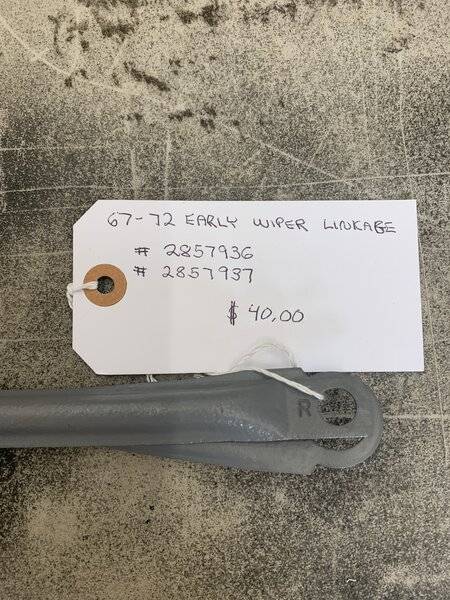 67-72 EARLY WIPER LINKAGE
# 2857936
# 2857937
$ 40.00
R